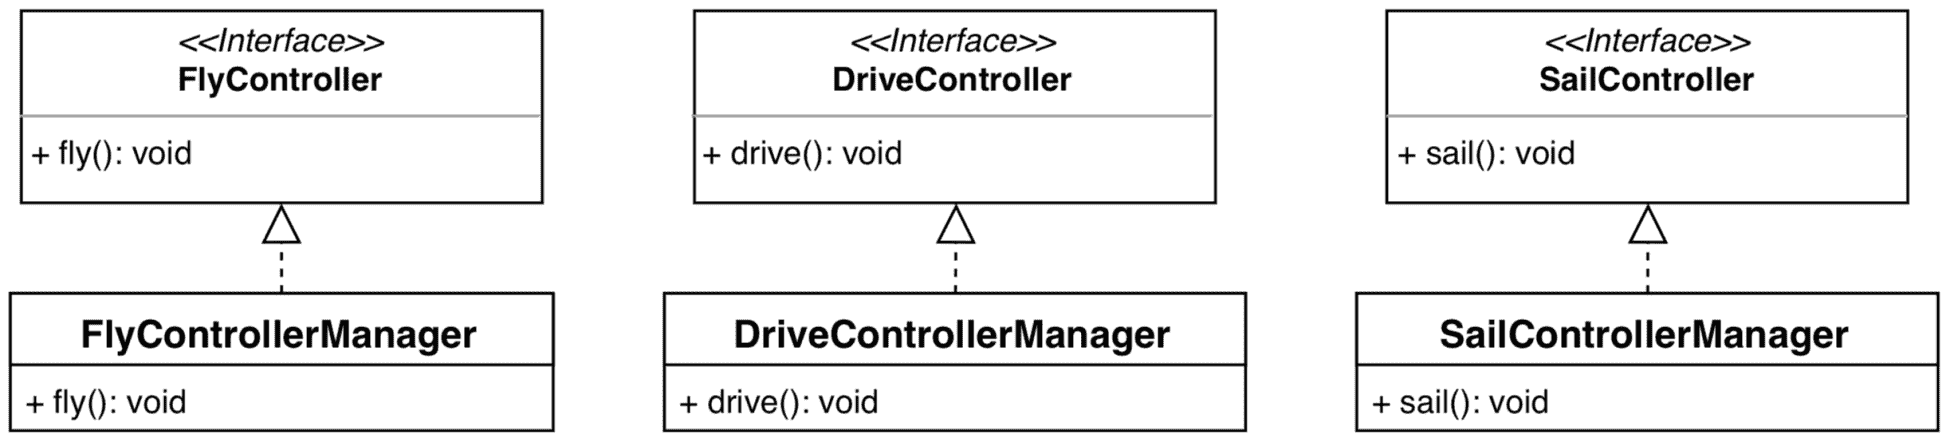 <<Interface>>
FlyController
+ fly(): void
FlyControllerManager
+ fly(): void
<<Interface>>
DriveController
+ drive(): void
DriveControllerManager
+ drive(): void
<<Interface>>
SailController
+ sail(): void
SailControllerManager
+ sail(): void